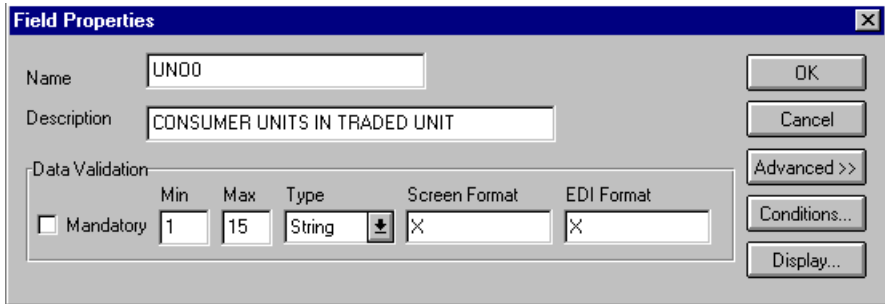 Field Properties
Name UNO0 OK
Description CONSUMER UNITS IN TRADED UNIT Cancel
Data Validation Advanced >>
Min Max Type Screen Format EDI Format
Mandatory 1 15 String X X Conditions...
Display...